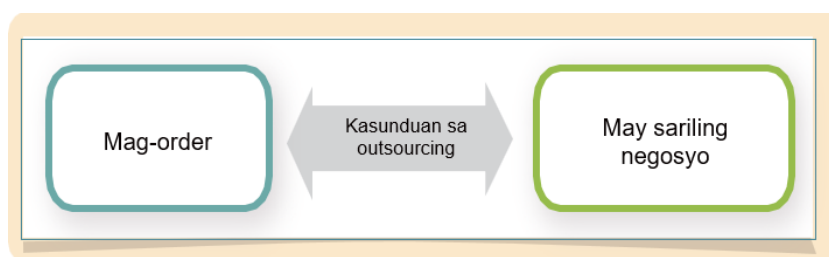 Mag-order
Kasunduan sa
outsourcing
May sariling
negosyo